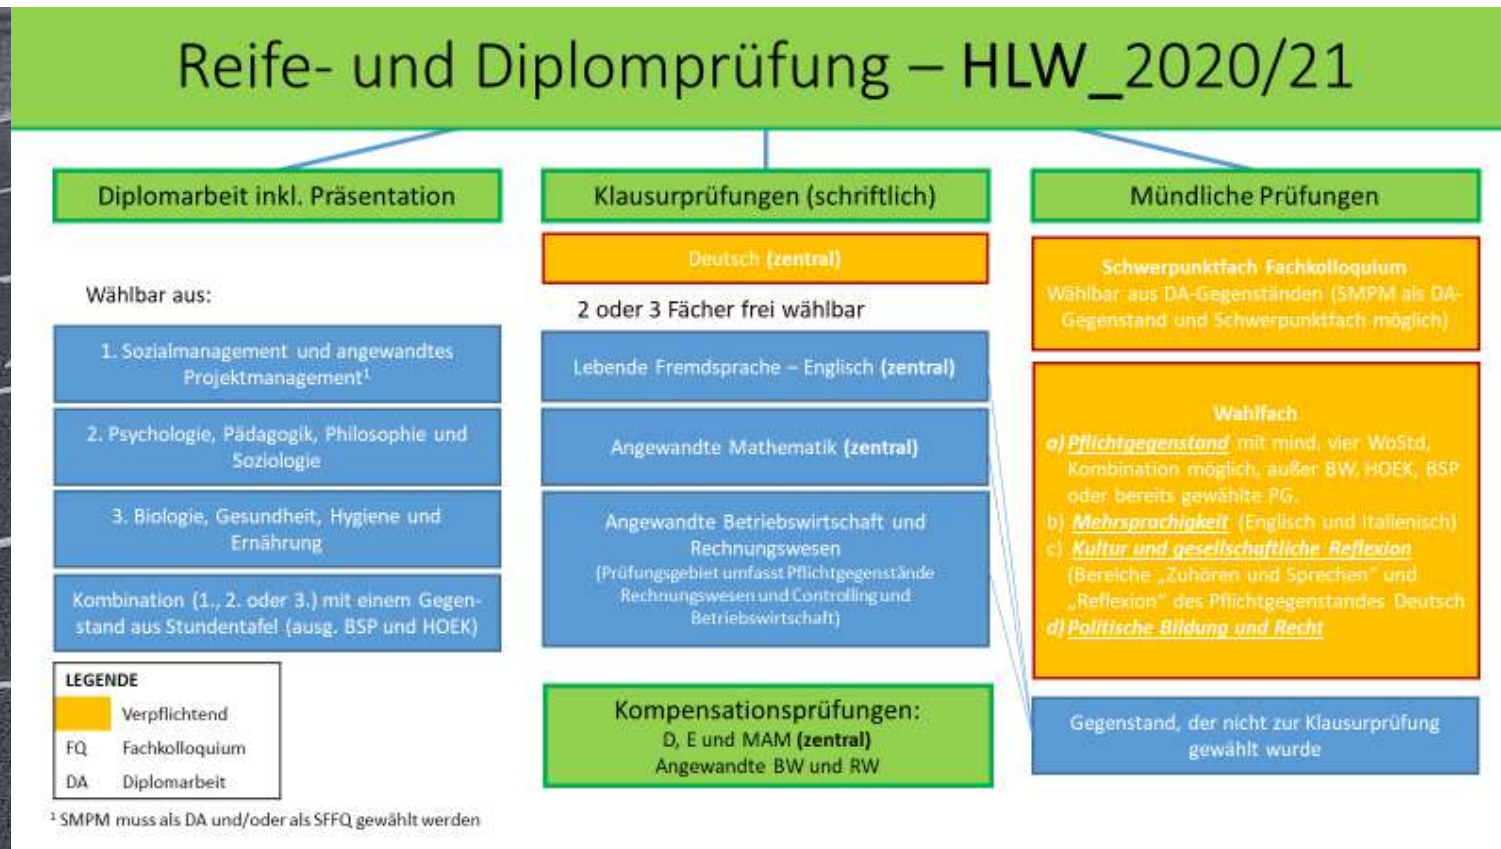 Reife- und Diplomprüfung – HLW_2020/21
Diplomarbeit inkl. Präsentation
Wählbar aus:
1. Sozialmanagement und angewandtes
Projektmanagement¹
2. Psychologie, Pädagogik, Philosophie und
Soziologie
3. Biologie, Gesundheit, Hygiene und
Ernährung
Kombination (1., 2. oder 3.) mit einem Gegen-
stand aus Stundentafel (ausg. BSP und HOEK)
LEGENDE
Verpflichtend
FQ Fachkolloquium
DA Diplomarbeit
¹ SMPM muss als DA und/oder als SFFQ gewählt werden
Klausurprüfungen (schriftlich)
Deutsch (zentral)
2 oder 3 Fächer frei wählbar
Lebende Fremdsprache – Englisch (zentral)
Angewandte Mathematik (zentral)
Angewandte Betriebswirtschaft und
Rechnungswesen
(Prüfungsgebiet umfasst Pflichtgegenstände
Rechnungswesen und Controlling und
Betriebswirtschaft)
Kompensationsprüfungen:
D, E und MAM (zentral)
Angewandte BW und RW
Mündliche Prüfungen
Schwerpunktfach Fachkolloquium
Wählbar aus DA-Gegenständen (SMPM als DA-
Gegenstand und Schwerpunktfach möglich)
Wahlfach
a) Pflichtgegenstand mit mind. vier WoStd,
Kombination möglich, außer BW, HOEK, BSP
oder bereits gewählte PG.
b) Mehrsprachigkeit (Englisch und Italienisch)
c) Kultur und gesellschaftliche Reflexion
(Bereiche „Zuhören und Sprechen" und
„Reflexion" des Pflichtgegenstandes Deutsch
d) Politische Bildung und Recht
Gegenstand, der nicht zur Klausurprüfung
gewählt wurde